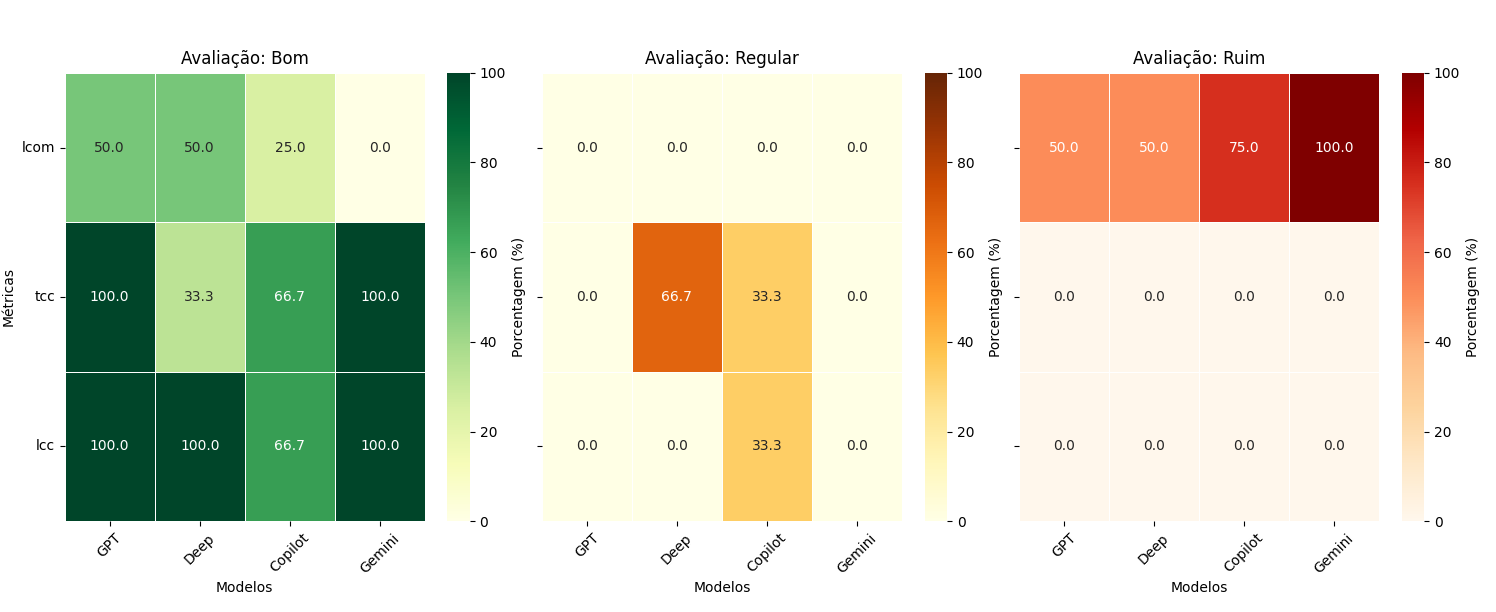 Avaliação: Bom
Avaliação: Regular
Avaliação: Ruim
Métricas
lcom
tcc
lcc
50.0 50.0 25.0 0.0
100.0 33.3 66.7 100.0
100.0 100.0 66.7 100.0
GPT Deep Copilot Gemini
Modelos
100
80
60
40
20
0
Porcentagem (%)
0.0 0.0 0.0 0.0
0.0 66.7 33.3 0.0
0.0 0.0 33.3 0.0
GPT Deep Copilot Gemini
Modelos
100
80
60
40
20
0
Porcentagem (%)
50.0 50.0 75.0 100.0
0.0 0.0 0.0 0.0
0.0 0.0 0.0 0.0
GPT Deep Copilot Gemini
Modelos
100
80
60
40
20
0
Porcentagem (%)